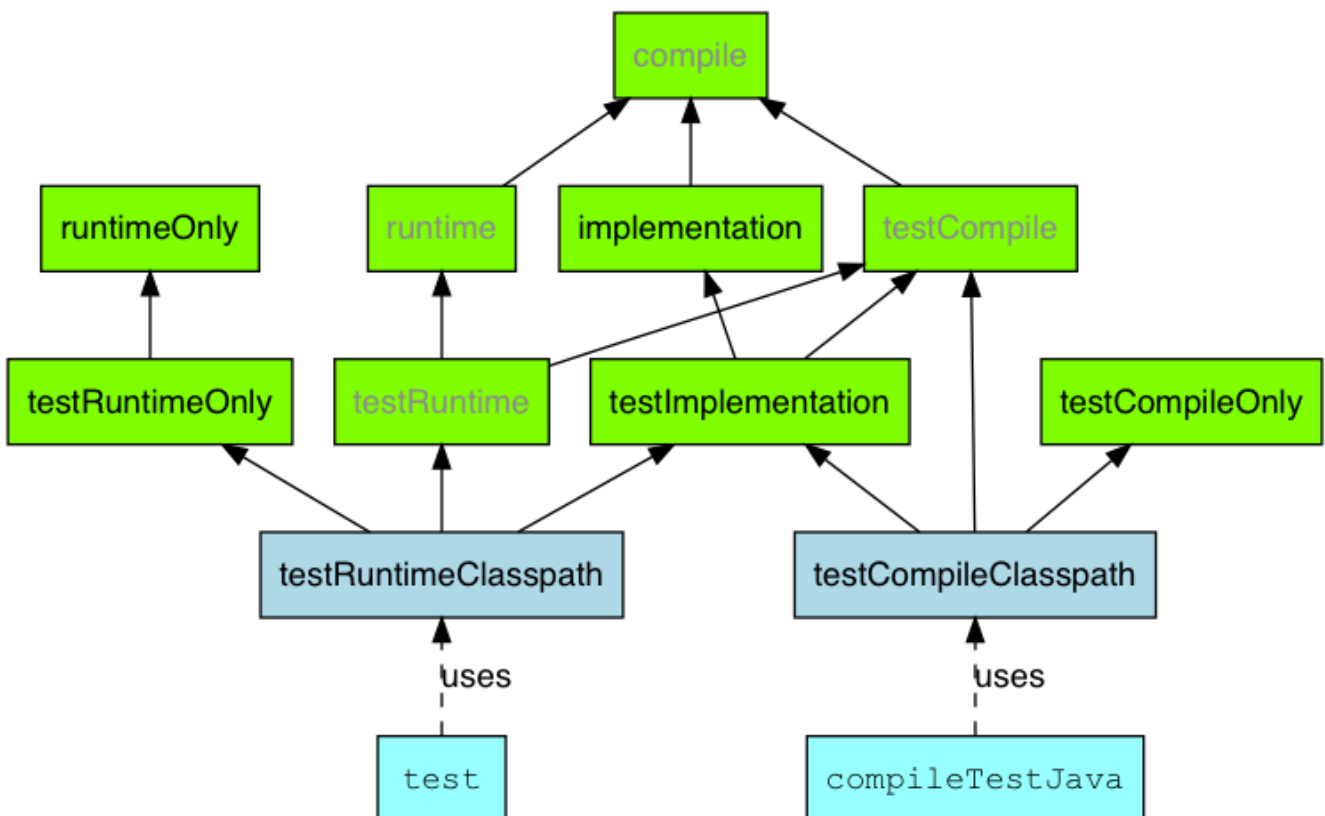 compile
runtimeOnly
runtime
implementation
testCompile
testRuntimeOnly
testRuntime
testImplementation
testCompileOnly
testRuntimeClasspath
testCompileClasspath
uses
uses
test
compileTestJava